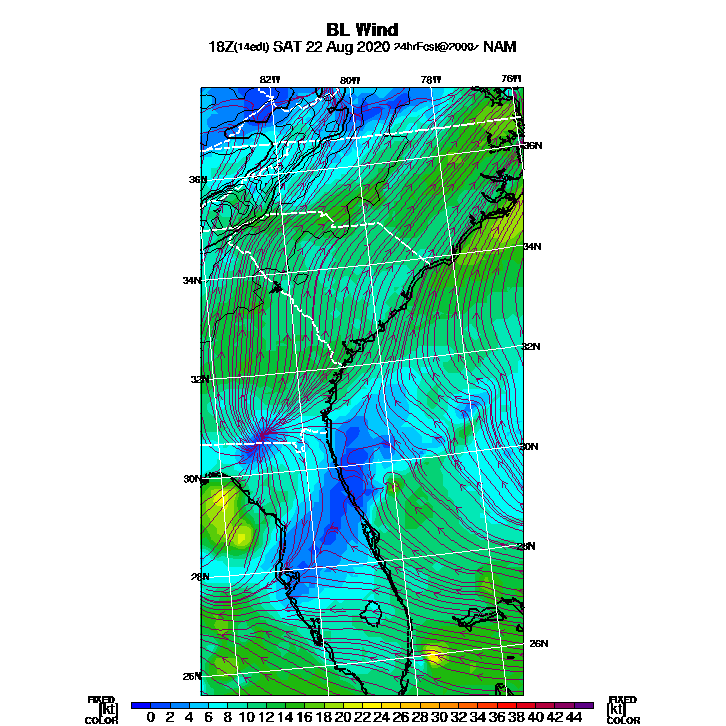 BL Wind
18Z(14edt) SAT 22 Aug 2020 24hrFcst@2000z NAM
82W 80W 78W 76W
36N 36N
34N 34N
32N 32N
30N 30N
28N 28N
26N 26N
FIXED FIXED
[kt] 0 2 4 6 8 10 12 14 16 18 20 22 24 26 28 30 32 34 36 38 40 42 44 [kt]
COLOR COLOR